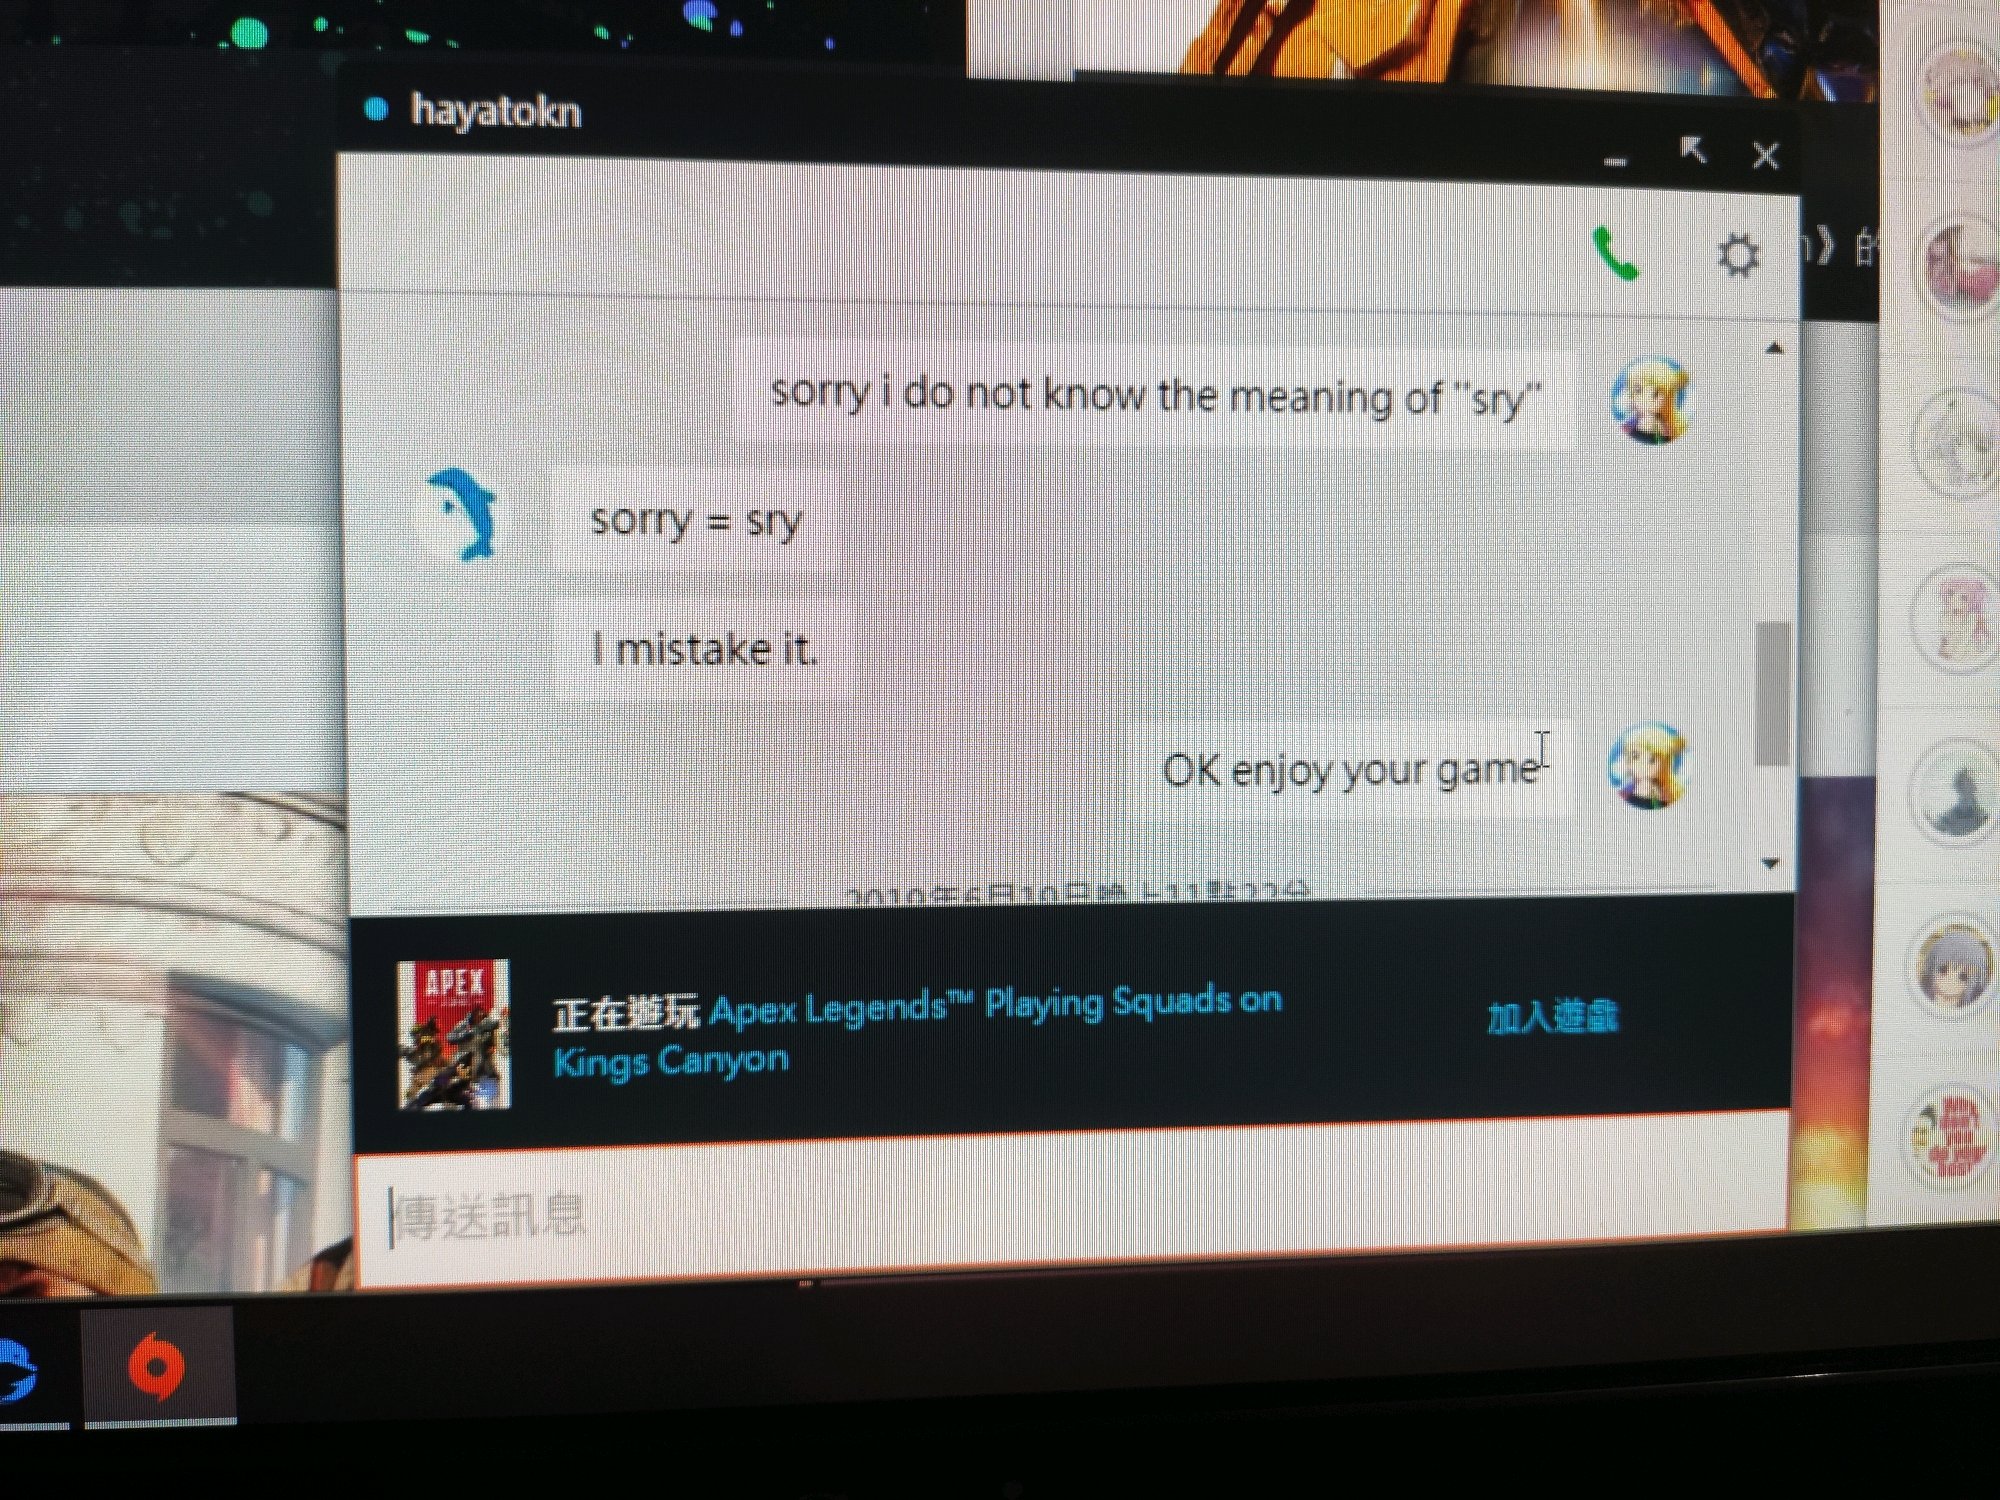 hayatokn
》的
sorry i do not know the meaning of "sry"
sorry = sry
I mistake it.
OK enjoy your game
APEX
正在遊玩 Apex Legends™ Playing Squads on
Kings Canyon
加入遊戲
傳送訊息